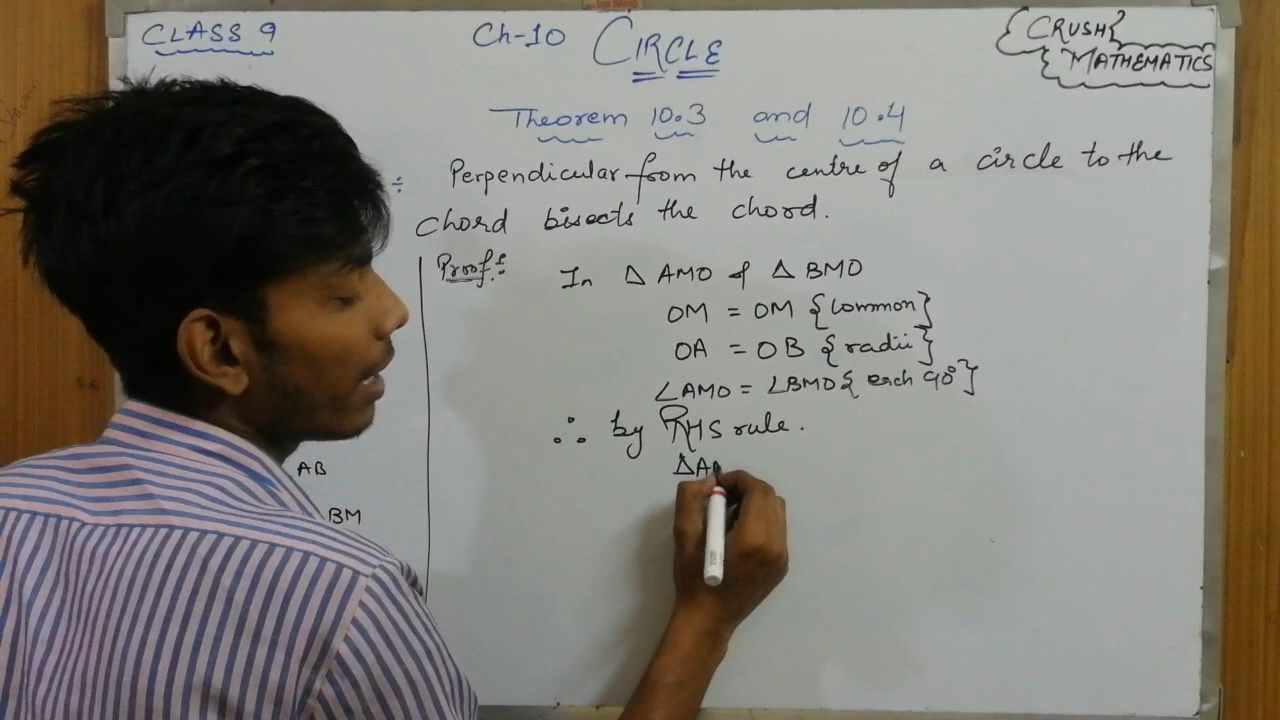 CLASS 9
Ch-10 CIRCLE
{CRUSH}
{MATHEMATICS
Theorem 10.3 and 10.4
÷ Perpendicular from the centre of a circle to the
chord bisects the chord.
Proof:
In Δ AMO & Δ BMO
OM = OM {common}
OA = OB {radii}
∠AMO = ∠BMO {each 90°}
∴ by RHS rule.
AB
BM